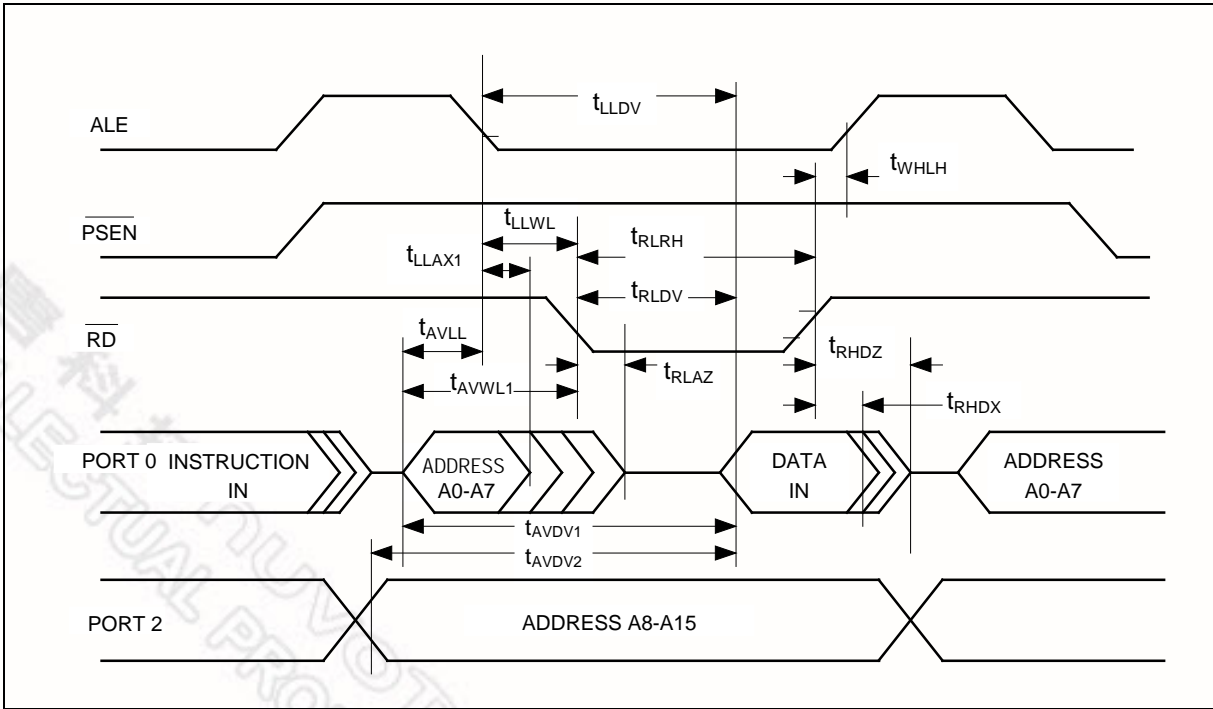 ALE
tLLDV
tWHLH
PSEN
tLLWL
tLLAX1
tRLRH
tRLDV
RD
tAVLL
tAVWL1
tRLAZ
tRHDZ
tRHDX
PORT 0
INSTRUCTION
IN
ADDRESS
A0-A7
DATA
IN
ADDRESS
A0-A7
tAVDV1
tAVDV2
PORT 2
ADDRESS A8-A15